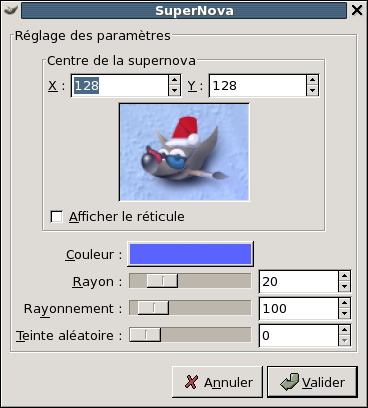 SuperNova
Réglage des paramètres
Centre de la supernova
X : 128 Y : 128
Afficher le réticule
Couleur :
Rayon : 20
Rayonnement : 100
Teinte aléatoire : 0
Annuler Valider